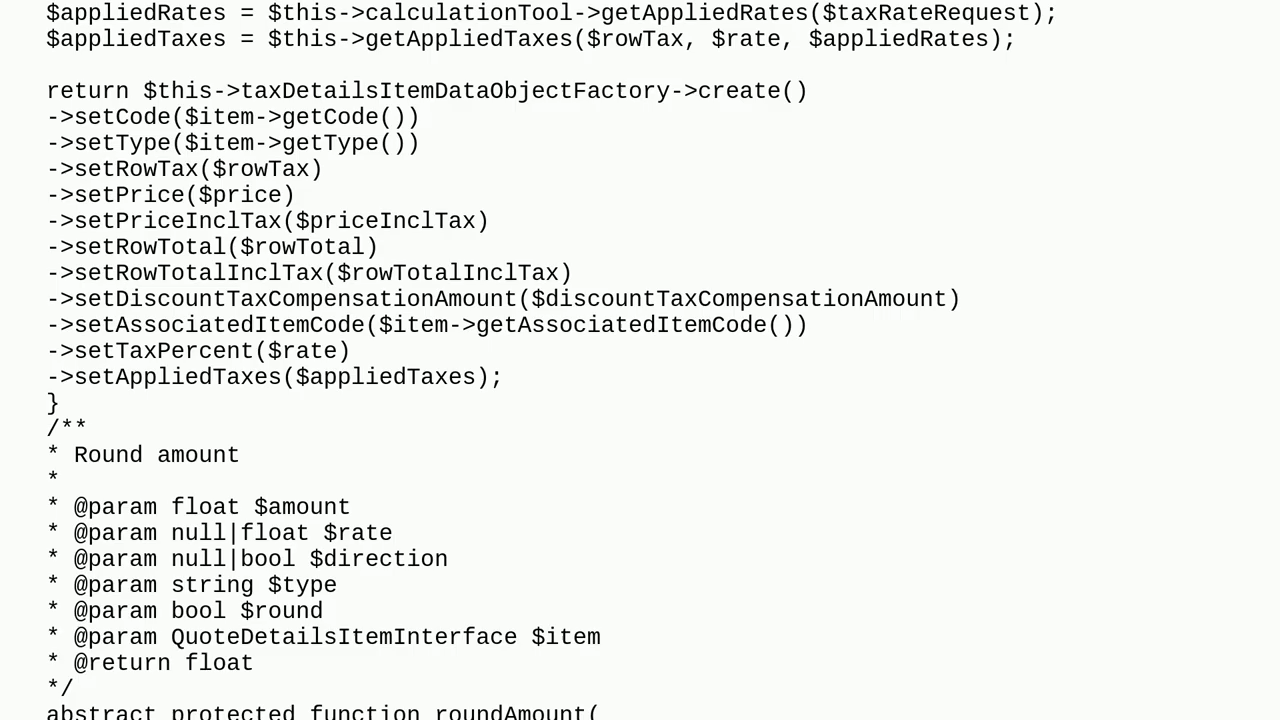 $appliedRates = $this->calculationTool->getAppliedRates($taxRateRequest);
$appliedTaxes = $this->getAppliedTaxes($rowTax, $rate, $appliedRates);

return $this->taxDetailsItemDataObjectFactory->create()
->setCode($item->getCode())
->setType($item->getType())
->setRowTax($rowTax)
->setPrice($price)
->setPriceInclTax($priceInclTax)
->setRowTotal($rowTotal)
->setRowTotalInclTax($rowTotalInclTax)
->setDiscountTaxCompensationAmount($discountTaxCompensationAmount)
->setAssociatedItemCode($item->getAssociatedItemCode())
->setTaxPercent($rate)
->setAppliedTaxes($appliedTaxes);
}
/**
* Round amount
*
* @param float $amount
* @param null|float $rate
* @param null|bool $direction
* @param string $type
* @param bool $round
* @param QuoteDetailsItemInterface $item
* @return float
*/
abstract protected function roundAmount(